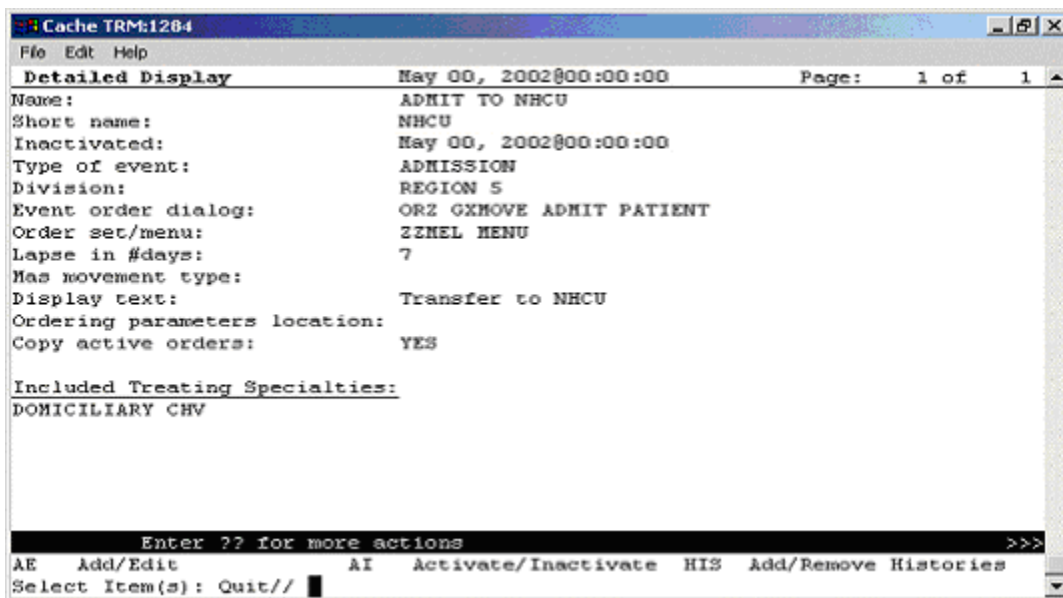 Cache TRM:1284
File Edit Help
Detailed Display May 00, 2002@00:00:00 Page: 1 of 1
Name: ADMIT TO NHCU
Short name: NHCU
Inactivated: May 00, 2002@00:00:00
Type of event: ADMISSION
Division: REGION 5
Event order dialog: ORZ GXMOVE ADMIT PATIENT
Order set/menu: ZZMEL MENU
Lapse in #days: 7
Mas movement type:
Display text: Transfer to NHCU
Ordering parameters location:
Copy active orders: YES
Included Treating Specialties:
DOMICILIARY CHV
Enter ?? for more actions >>>
AE Add/Edit AI Activate/Inactivate HIS Add/Remove Histories
Select Item(s): Quit//